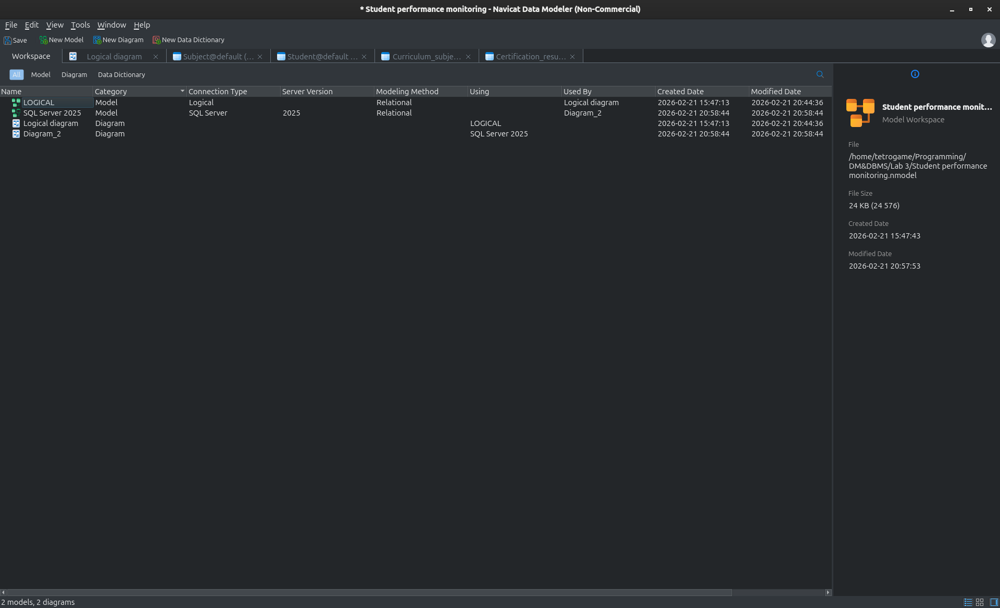 * Student performance monitoring - Navicat Data Modeler (Non-Commercial)
File Edit View Tools Window Help
Save New Model New Diagram New Data Dictionary
Workspace Logical diagram Subject@default (... Student@default ... Curriculum_subje... Certification_resu...
All Model Diagram Data Dictionary
Name Category Connection Type Server Version Modeling Method Using Used By Created Date Modified Date
LOGICAL Model Logical Relational Logical diagram 2026-02-21 15:47:13 2026-02-21 20:44:36
SQL Server 2025 Model SQL Server 2025 Relational Diagram_2 2026-02-21 20:58:44 2026-02-21 20:58:44
Logical diagram Diagram LOGICAL 2026-02-21 15:47:13 2026-02-21 20:44:36
Diagram_2 Diagram SQL Server 2025 2026-02-21 20:58:44 2026-02-21 20:58:44
Student performance monit...
Model Workspace
File
/home/tetrogame/Programming/
DM&DBMS/Lab 3/Student performance
monitoring.nmodel
File Size
24 KB (24 576)
Created Date
2026-02-21 15:47:43
Modified Date
2026-02-21 20:57:53
2 models, 2 diagrams